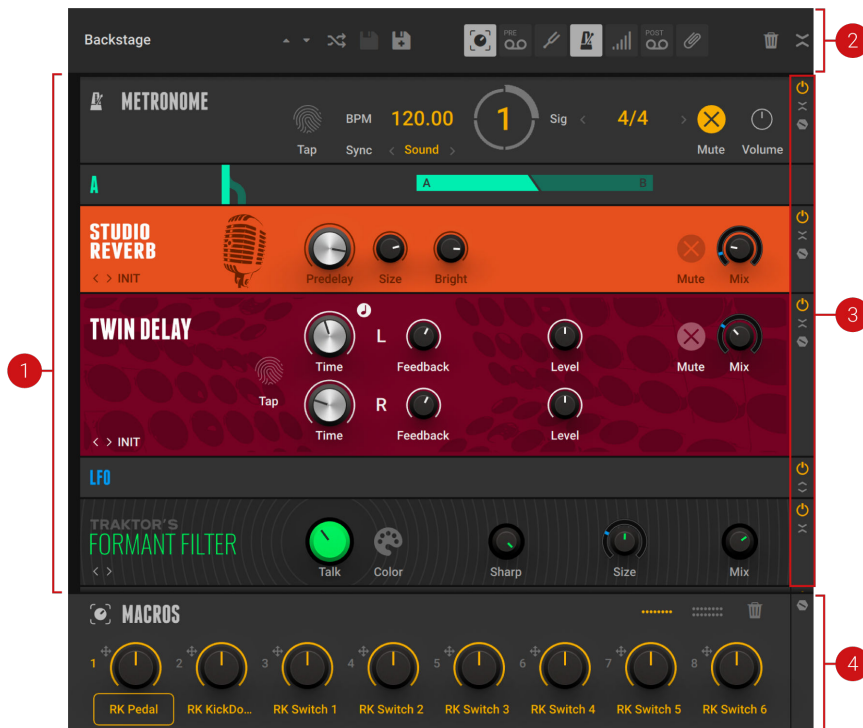 Backstage
PRE
POST
2
1
METRONOME
BPM 120.00 1 Sig < 4/4 >
Tap Sync < Sound > Mute Volume
A
A B
STUDIO
REVERB
< > INIT Predelay Size Bright Mute Mix
3
TWIN DELAY
L
Time Feedback Level Mute Mix
Tap
R
< > INIT Time Feedback Level
LFO
TRAKTOR'S
FORMANT FILTER
< > Talk Color Sharp Size Mix
MACROS
4
1 2 3 4 5 6 7 8
RK Pedal RK KickDo... RK Switch 1 RK Switch 2 RK Switch 3 RK Switch 4 RK Switch 5 RK Switch 6